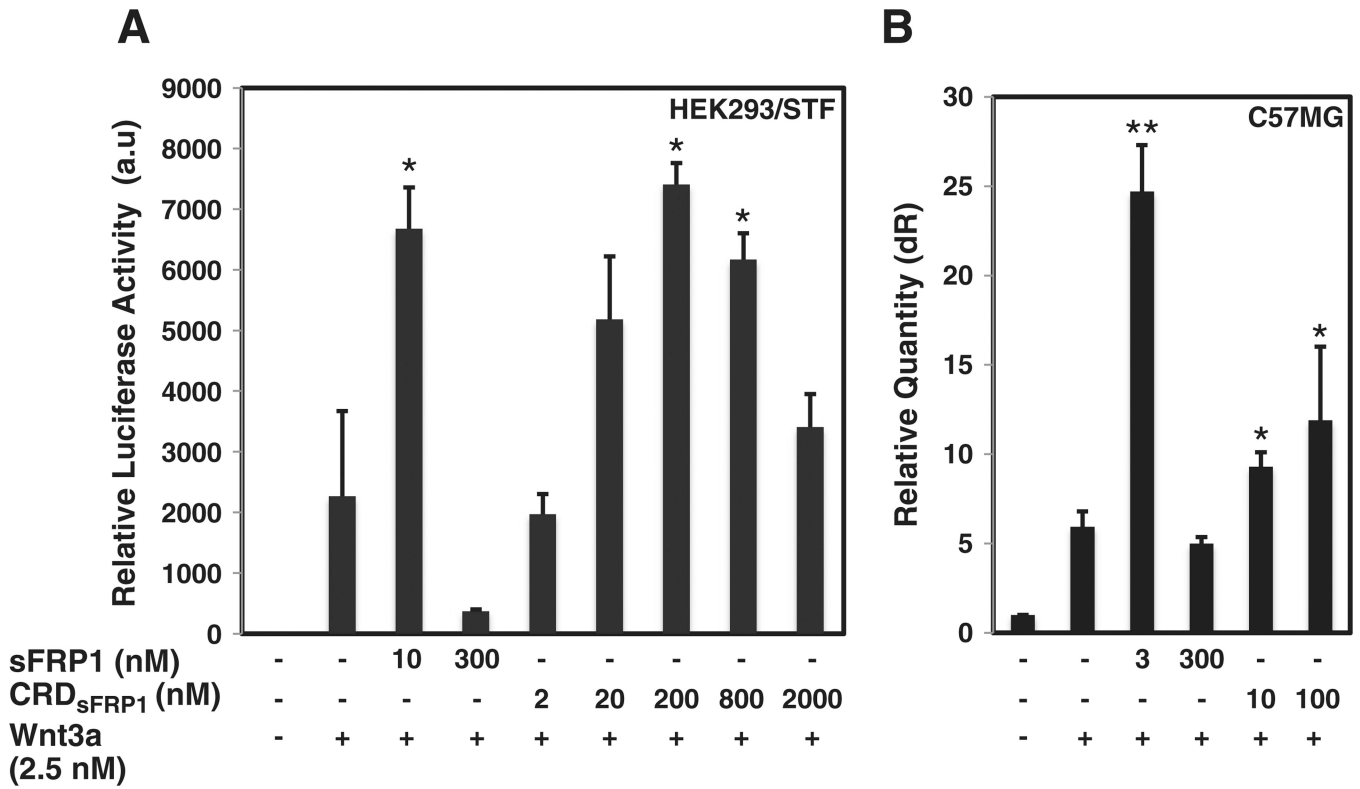 A
B
9000
8000
7000
6000
5000
4000
3000
2000
1000
0
Relative Luciferase Activity (a.u)
HEK293/STF
*
*
*
30
25
20
15
10
5
0
Relative Quantity (dR)
C57MG
**
*
*
sFRP1 (nM) - - 10 300 - - - - - - - 3 300 - -
CRDsFRP1 (nM) - - - - 2 20 200 800 2000 - - - - 10 100
Wnt3a - + + + + + + + + - + + + + +
(2.5 nM)